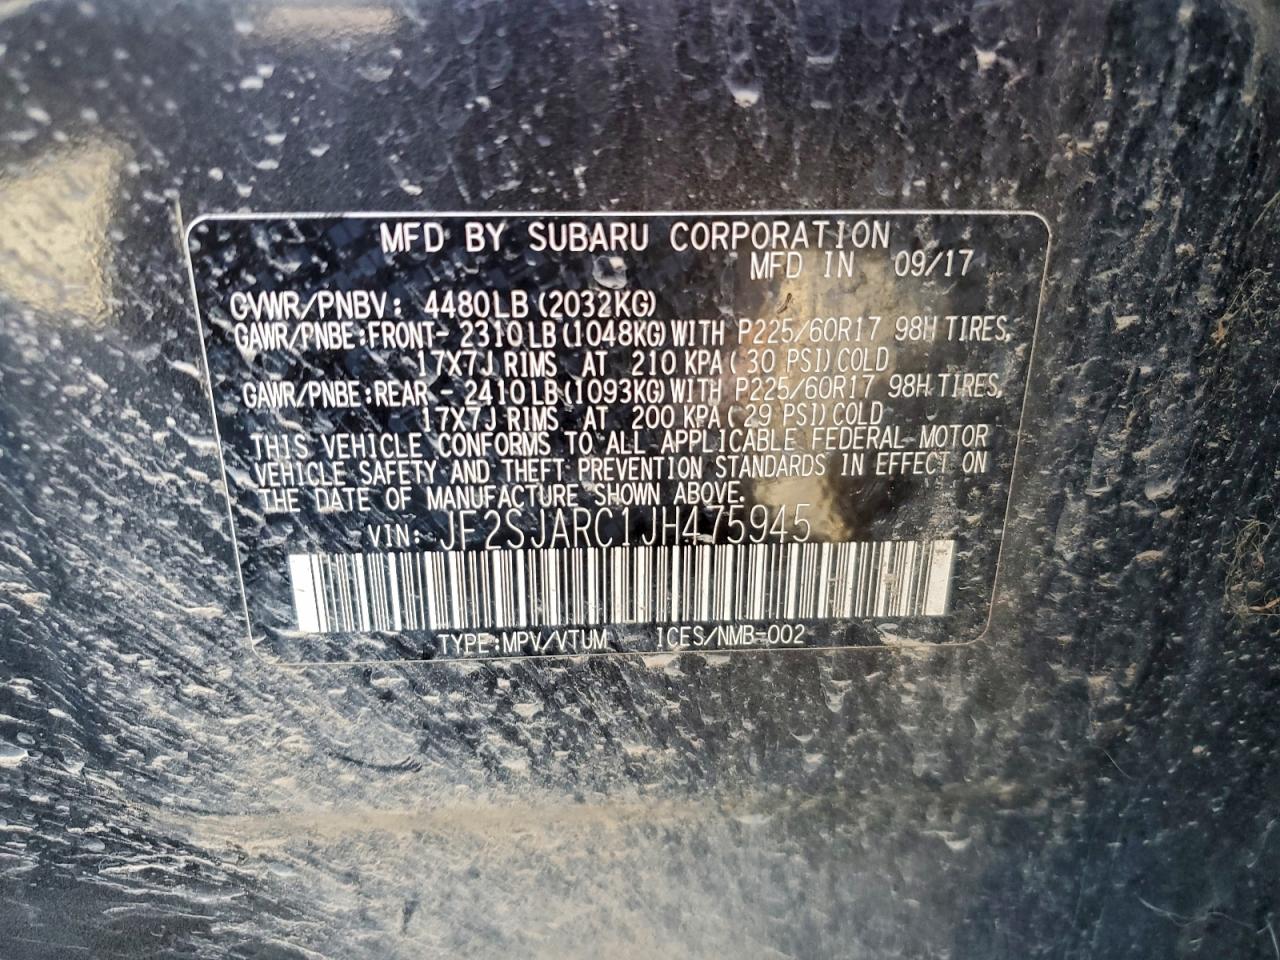 MFD BY SUBARU CORPORATION
MFD IN 09/17
GVWR/PNBV: 4480LB (2032KG)
GAWR/PNBE:FRONT- 2310LB (1048KG) WITH P225/60R17 98H TIRES,
17X7J RIMS AT 210 KPA ( 30 PSI) COLD
GAWR/PNBE:REAR - 2410LB (1093KG) WITH P225/60R17 98H TIRES,
17X7J RIMS AT 200 KPA ( 29 PSI) COLD
THIS VEHICLE CONFORMS TO ALL APPLICABLE FEDERAL MOTOR
VEHICLE SAFETY AND THEFT PREVENTION STANDARDS IN EFFECT ON
THE DATE OF MANUFACTURE SHOWN ABOVE.
VIN: JF2SJARC1JH475945
TYPE:MPV/VTUM ICES/NMB-002